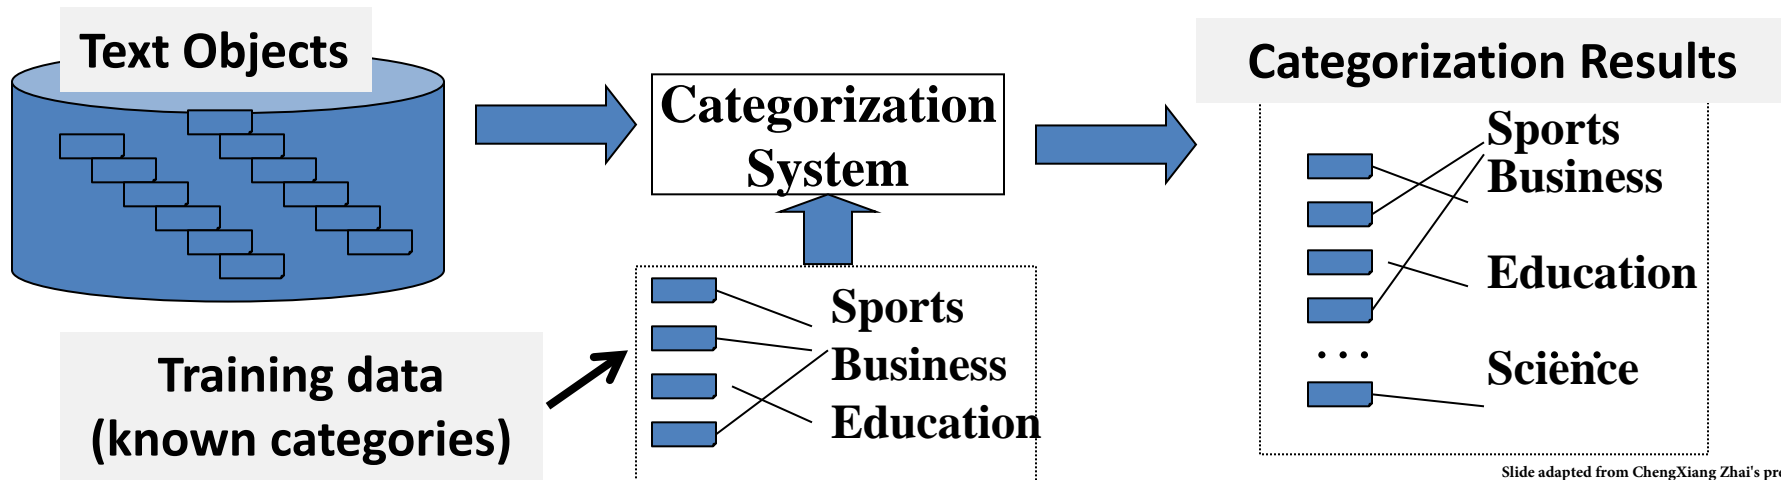 Text Objects
Categorization
System
Categorization Results
Sports
Business
Education
. . .
Science
. . .
Training data
(known categories)
Sports
Business
Education
Slide adapted from ChengXiang Zhai's